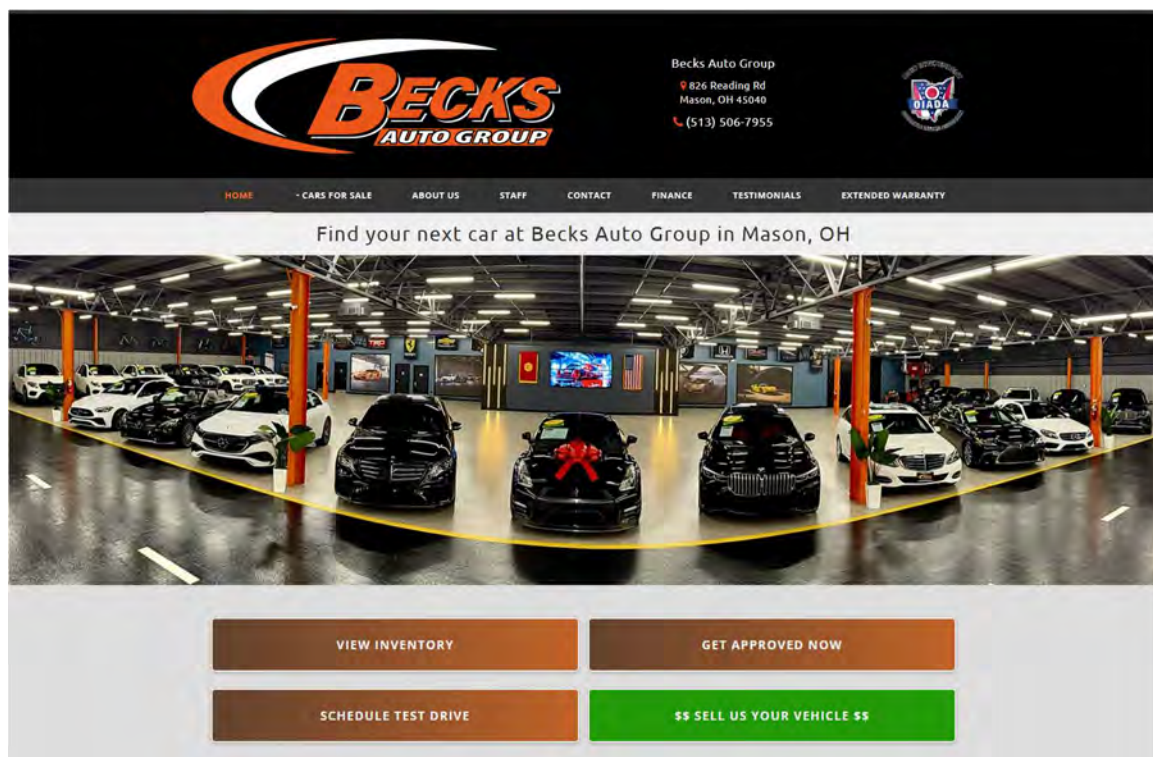 BECKS
AUTO GROUP
Becks Auto Group
826 Reading Rd
Mason, OH 45040
(513) 506-7955
OIADA
HOME - CARS FOR SALE ABOUT US STAFF CONTACT FINANCE TESTIMONIALS EXTENDED WARRANTY
Find your next car at Becks Auto Group in Mason, OH
TRD
VIEW INVENTORY
GET APPROVED NOW
SCHEDULE TEST DRIVE
$$ SELL US YOUR VEHICLE $$